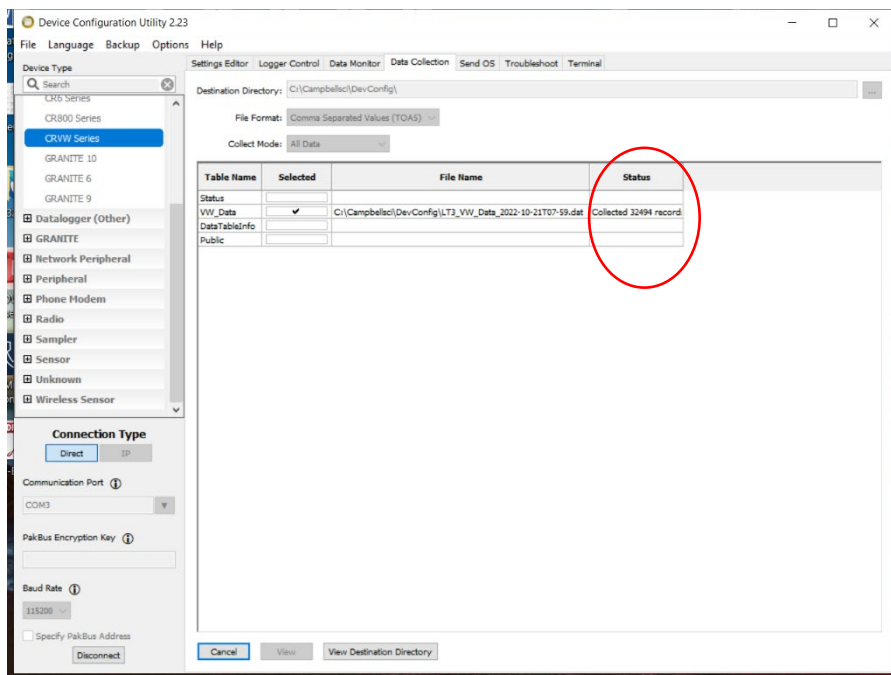 Device Configuration Utility 2.23
File Language Backup Options Help
Device Type
Search
CR6 Series
CR800 Series
CRVW Series
GRANITE 10
GRANITE 6
GRANITE 9
Datalogger (Other)
GRANITE
Network Peripheral
Peripheral
Phone Modem
Radio
Sampler
Sensor
Unknown
Wireless Sensor
Connection Type
Direct IP
Communication Port
COM3
PakBus Encryption Key
Baud Rate
115200
Specify PakBus Address
Disconnect
Settings Editor Logger Control Data Monitor Data Collection Send OS Troubleshoot Terminal
Destination Directory: C:\Campbellsci\DevConfig\ ...
File Format: Comma Separated Values (TOA5)
Collect Mode: All Data
Table Name Selected File Name Status
Status
VW_Data C:\Campbellsci\DevConfig\LT3_VW_Data_2022-10-21T07-59.dat Collected 32494 record
DataTableInfo
Public
Cancel View View Destination Directory